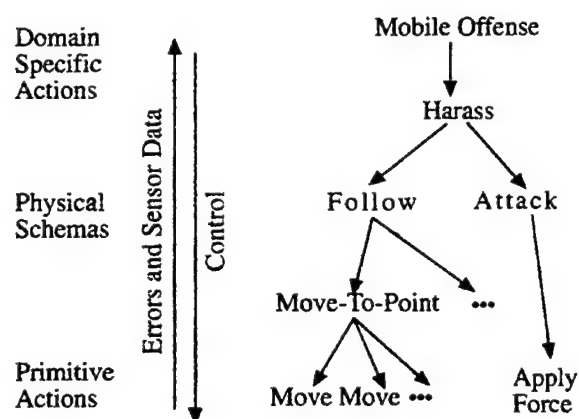 Domain
Specific
Actions
Physical
Schemas
Primitive
Actions
Errors and Sensor Data
Control
Mobile Offense
Harass
Follow
Attack
Move-To-Point
•••
Move Move •••
Apply
Force